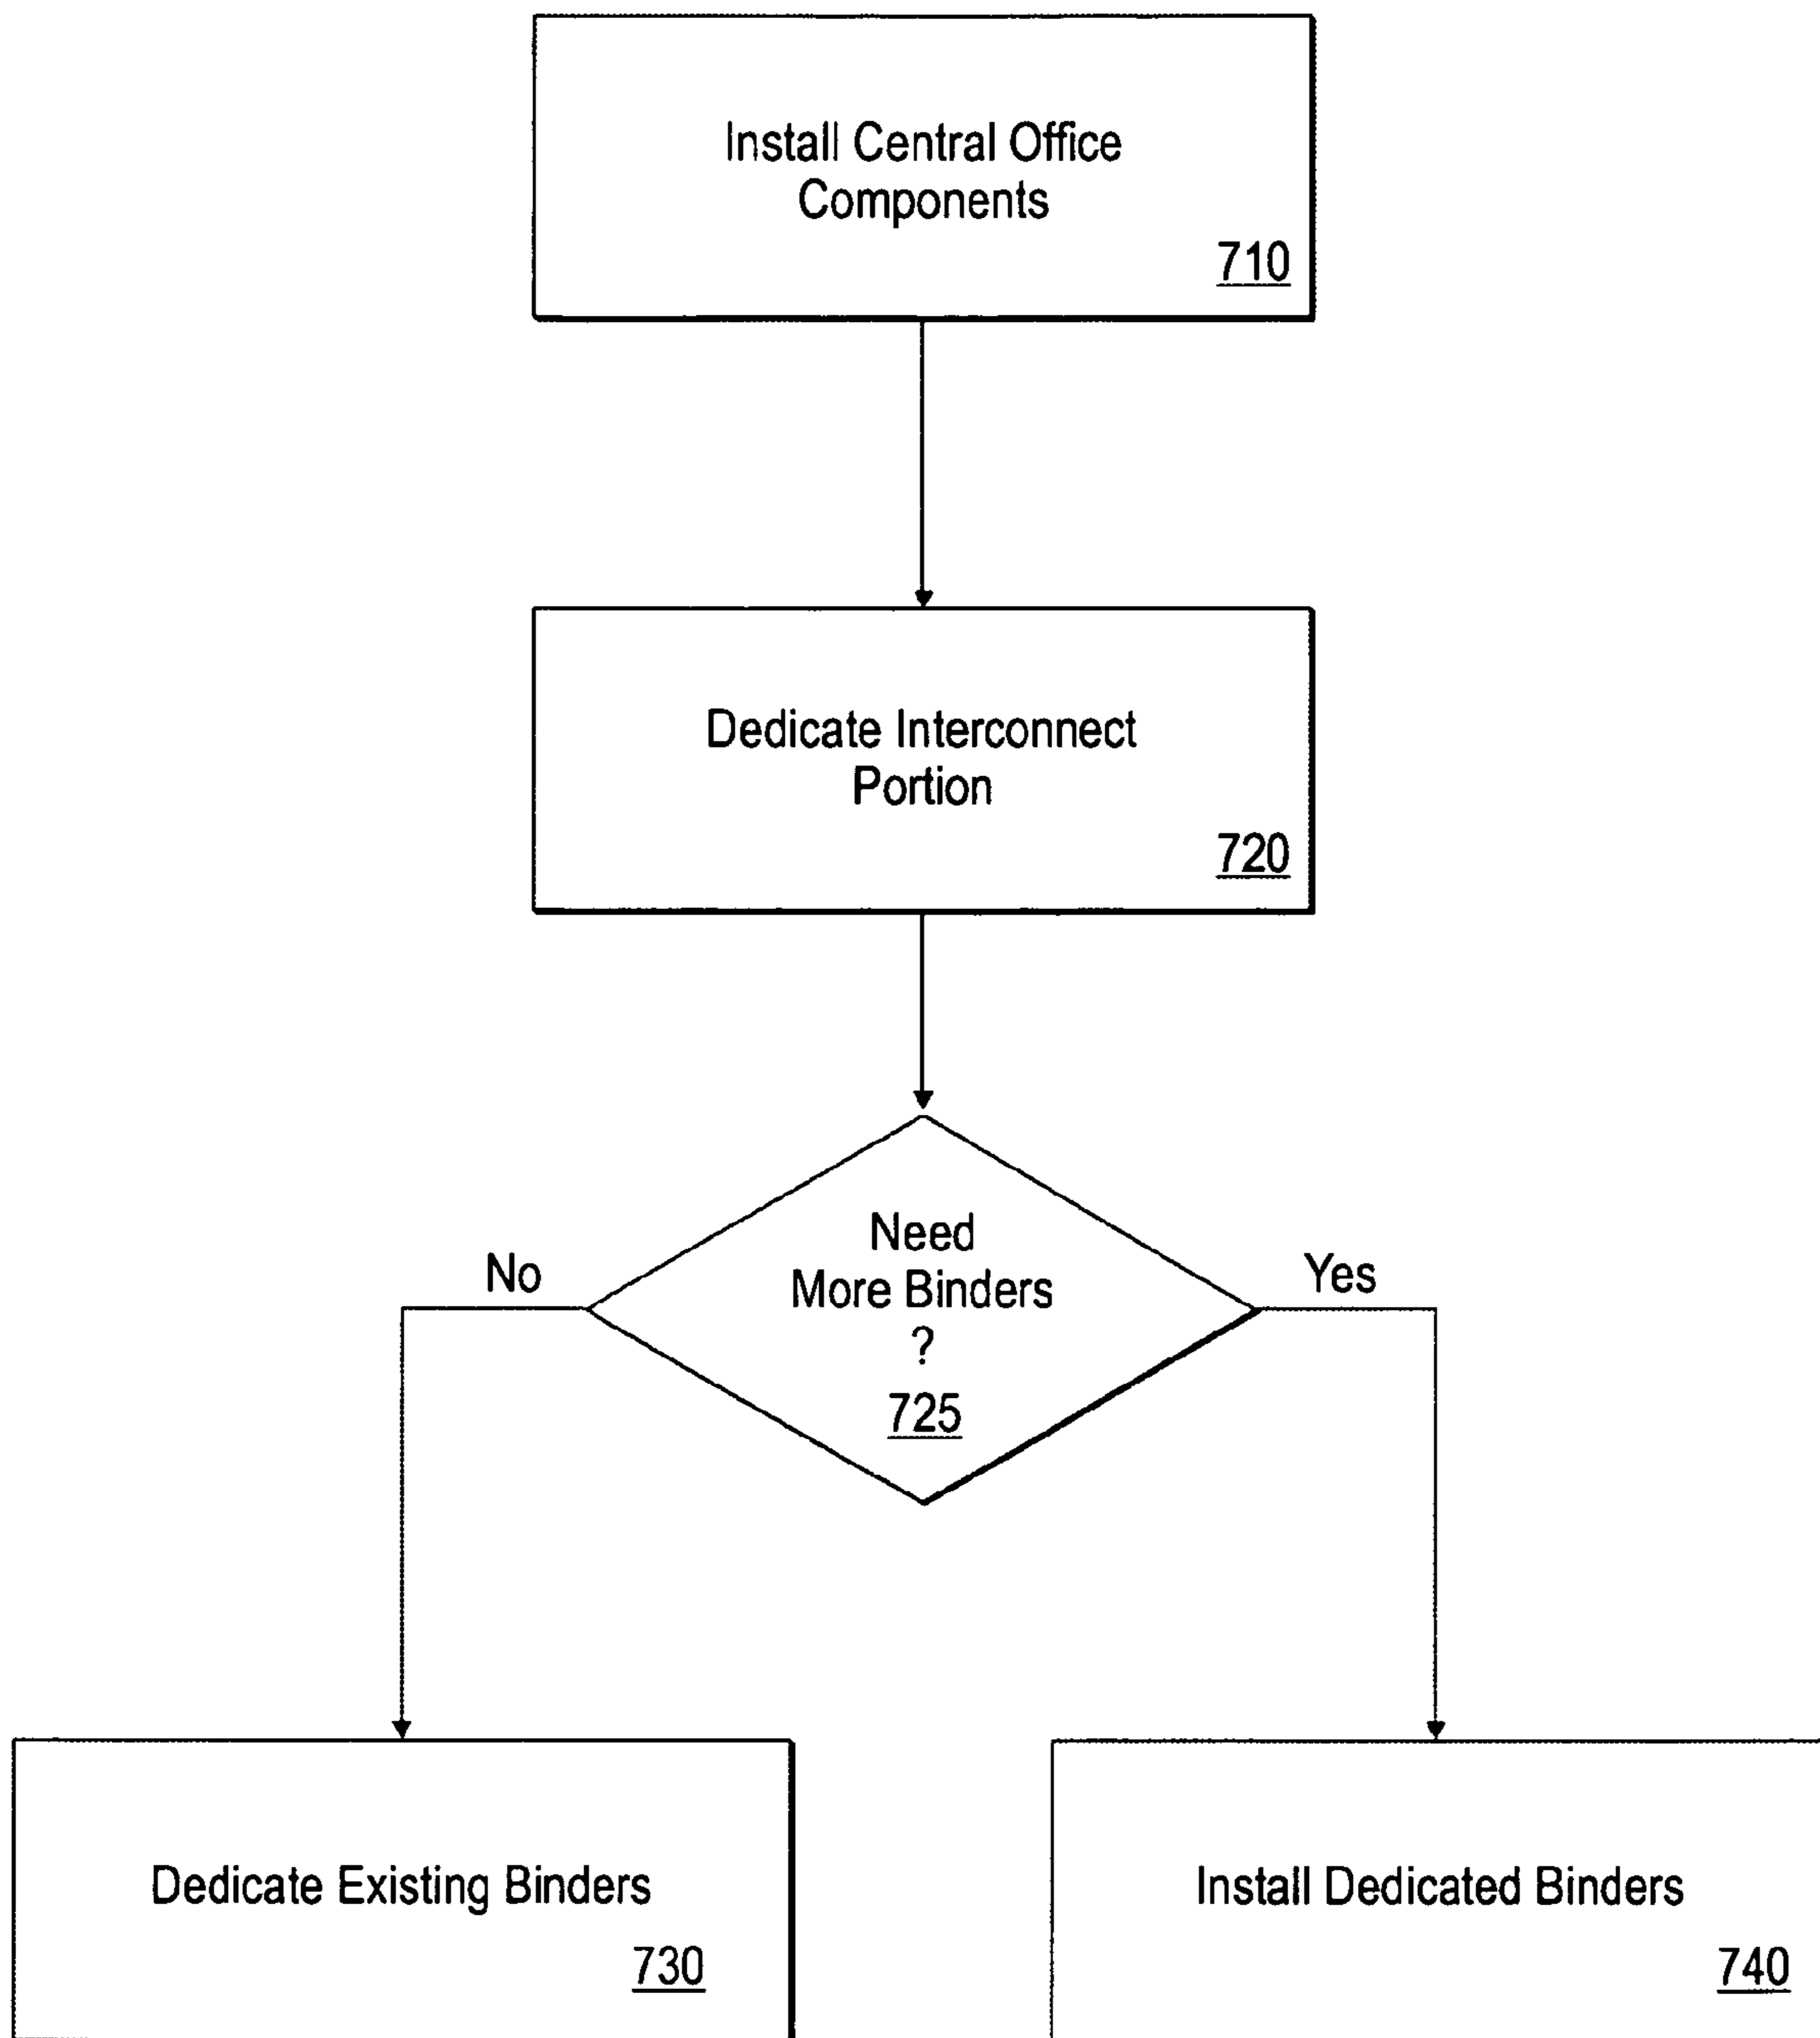 Install Central Office
Components
710
Dedicate Interconnect
Portion
720
Need
More Binders
?
725
No
Yes
Dedicate Existing Binders
730
Install Dedicated Binders
740